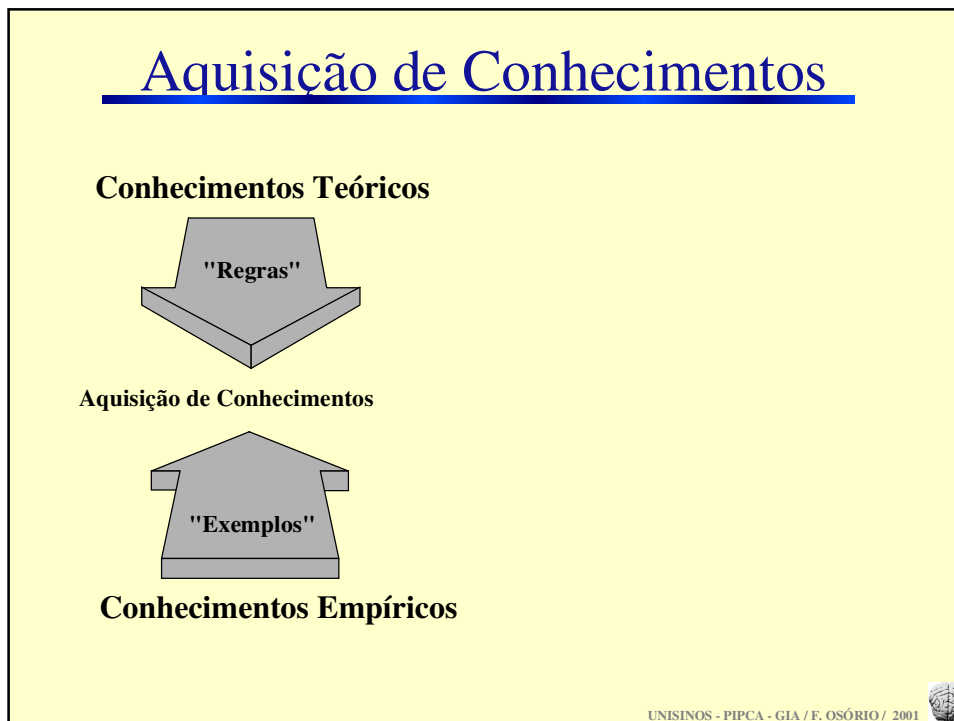 Aquisição de Conhecimentos
Conhecimentos Teóricos
"Regras"
Aquisição de Conhecimentos
"Exemplos"
Conhecimentos Empíricos
UNISINOS - PIPCA - GIA / F. OSÓRIO / 2001